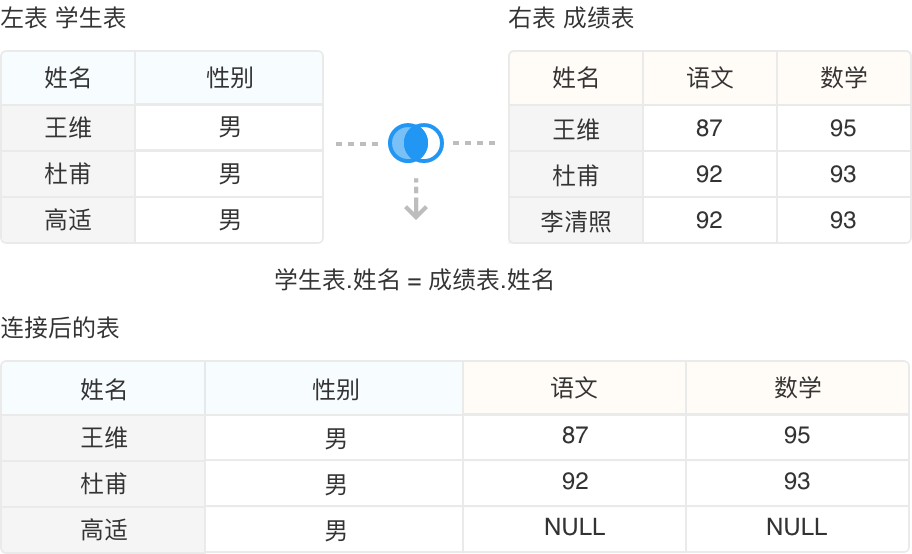 左表 学生表
右表 成绩表
姓名 性别
王维 男
杜甫 男
高适 男
姓名 语文 数学
王维 87 95
杜甫 92 93
李清照 92 93
学生表.姓名 = 成绩表.姓名
连接后的表
姓名 性别 语文 数学
王维 男 87 95
杜甫 男 92 93
高适 男 NULL NULL